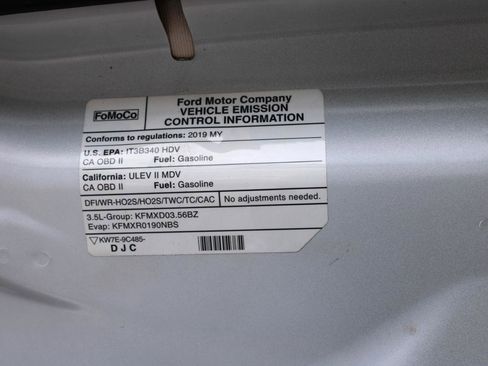 FoMoCo
Ford Motor Company
VEHICLE EMISSION
CONTROL INFORMATION
Conforms to regulations: 2019 MY
U.S. EPA: IT3B340 HDV
CA OBD II Fuel: Gasoline
California: ULEV II MDV
CA OBD II Fuel: Gasoline
DFI/WR-HO2S/HO2S/TWC/TC/CAC No adjustments needed.
3.5L-Group: KFMXD03.56BZ
Evap: KFMXR0190NBS
KW7E-9C485-
D J C